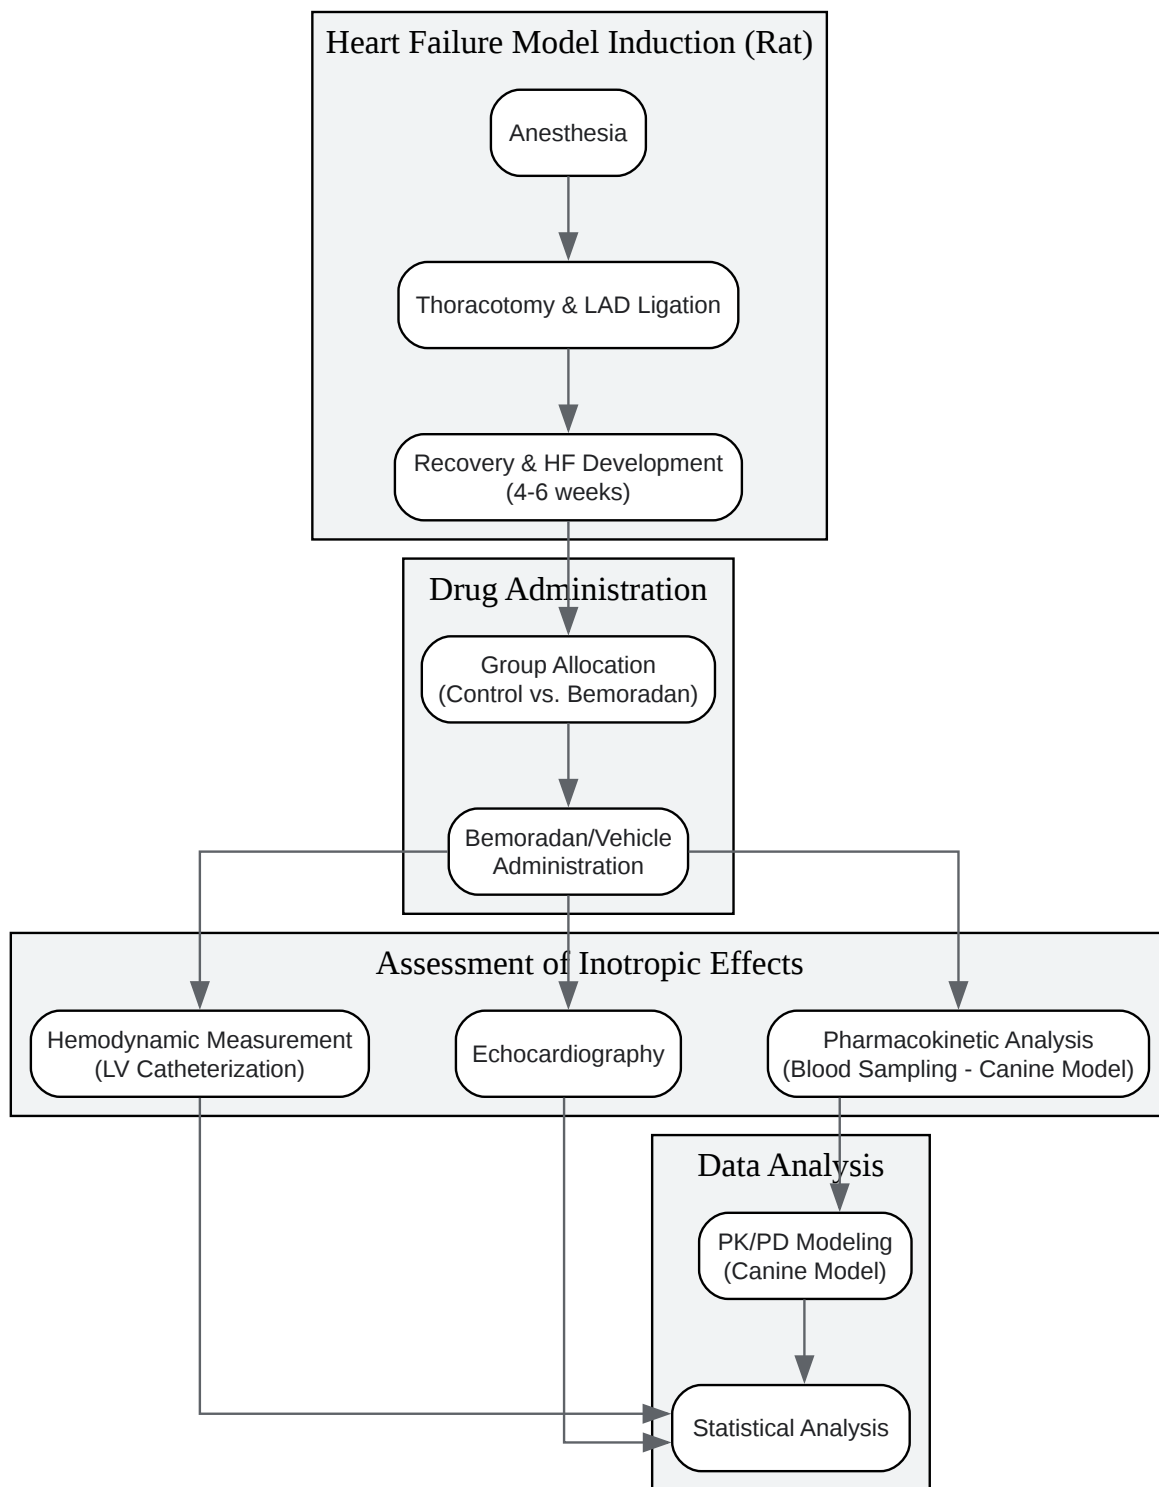 Heart Failure Model Induction (Rat)
Anesthesia
Thoracotomy & LAD Ligation
Recovery & HF Development
(4-6 weeks)
Drug Administration
Group Allocation
(Control vs. Bemoradan)
Bemoradan/Vehicle
Administration
Assessment of Inotropic Effects
Hemodynamic Measurement
(LV Catheterization)
Echocardiography
Pharmacokinetic Analysis
(Blood Sampling - Canine Model)
Data Analysis
PK/PD Modeling
(Canine Model)
Statistical Analysis